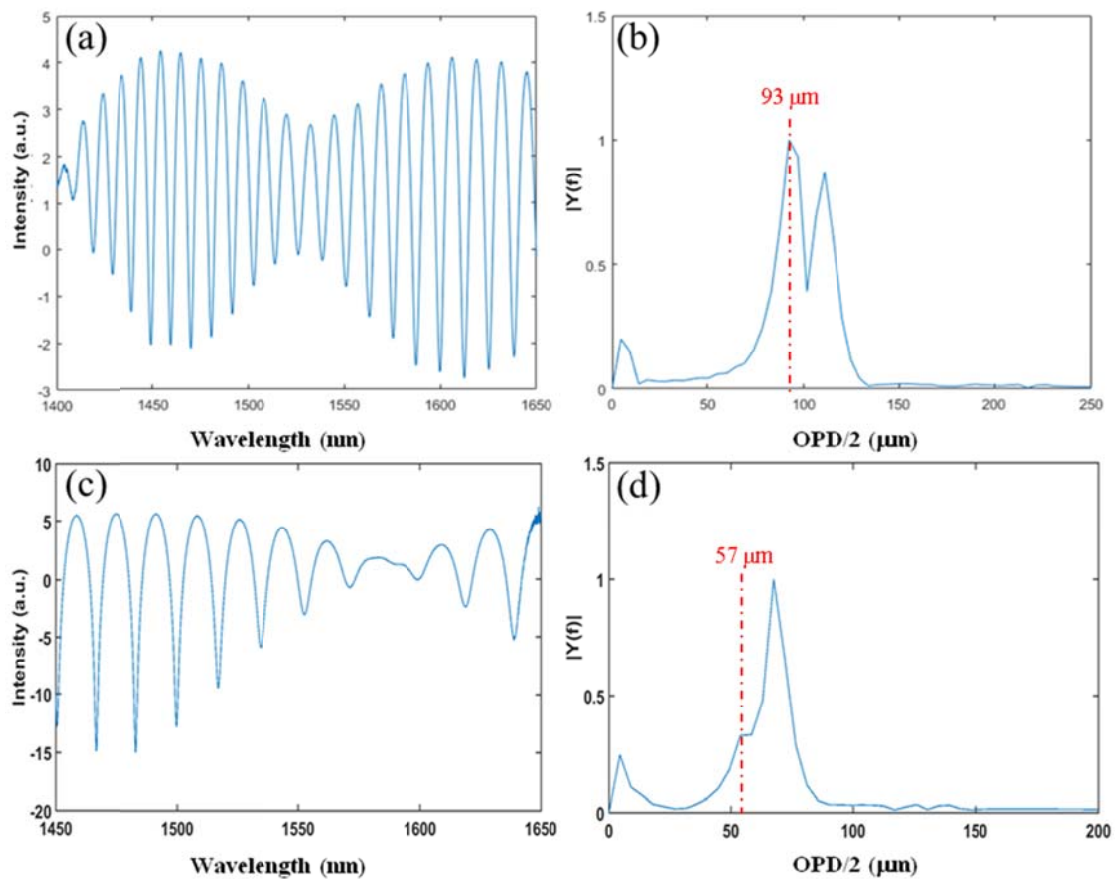 (a)
5
4
3
2
1
0
-1
-2
-3
1400 1450 1500 1550 1600 1650
Intensity (a.u.)
Wavelength (nm)
(b)
1.5
1
0.5
0
0 50 100 150 200 250
93 μm
|Y(f)|
OPD/2 (μm)
(c)
10
5
0
-5
-10
-15
-20
1450 1500 1550 1600 1650
Intensity (a.u.)
Wavelength (nm)
(d)
1.5
1
0.5
0
0 50 100 150 200
57 μm
|Y(f)|
OPD/2 (μm)